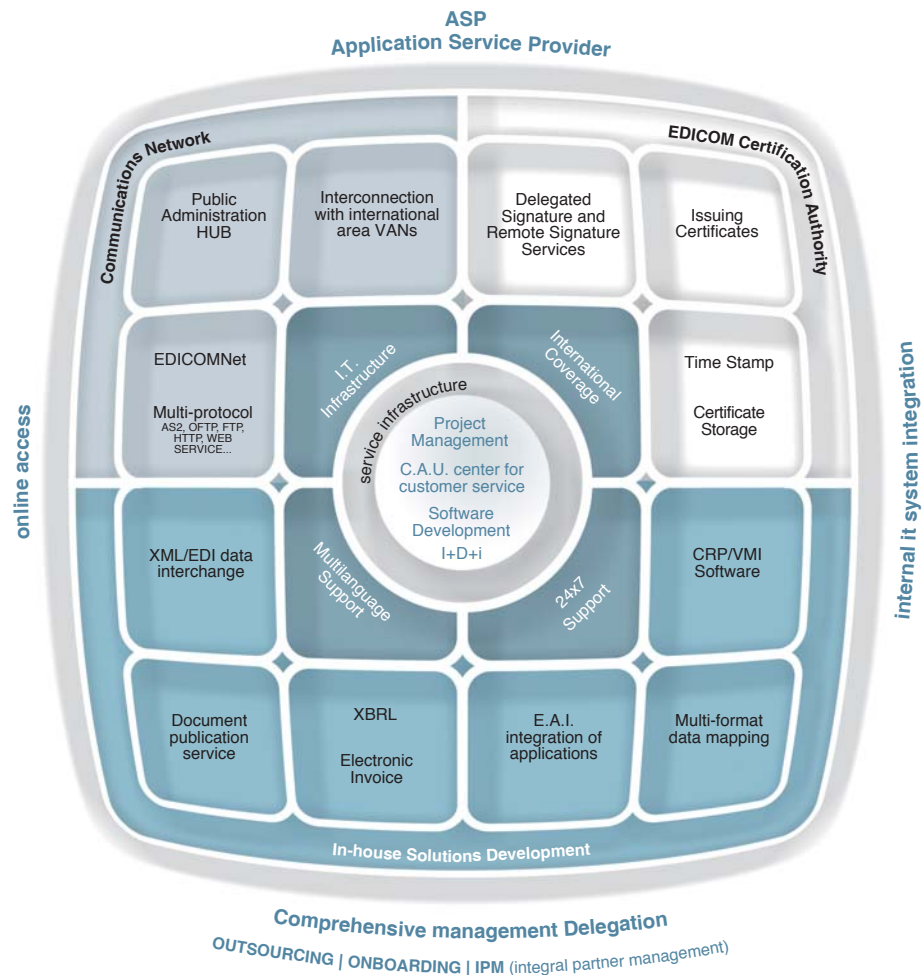 ASP
Application Service Provider
Communications Network
EDICOM Certification Authority
Public
Administration
HUB
Interconnection
with international
area VANs
Delegated
Signature and
Remote Signature
Services
Issuing
Certificates
EDICOMNet
Multi-protocol
AS2, OFTP, FTP,
HTTP, WEB
SERVICE...
I.T.
Infrastructure
International
Coverage
Time Stamp
Certificate
Storage
online access
internal it system integration
service infrastructure
Project
Management
C.A.U. center for
customer service
Software
Development
I+D+i
XML/EDI data
interchange
Multilanguage
Support
24x7
Support
CRP/VMI
Software
Document
publication
service
XBRL
Electronic
Invoice
E.A.I.
integration of
applications
Multi-format
data mapping
In-house Solutions Development
Comprehensive management Delegation
OUTSOURCING | ONBOARDING | IPM (integral partner management)